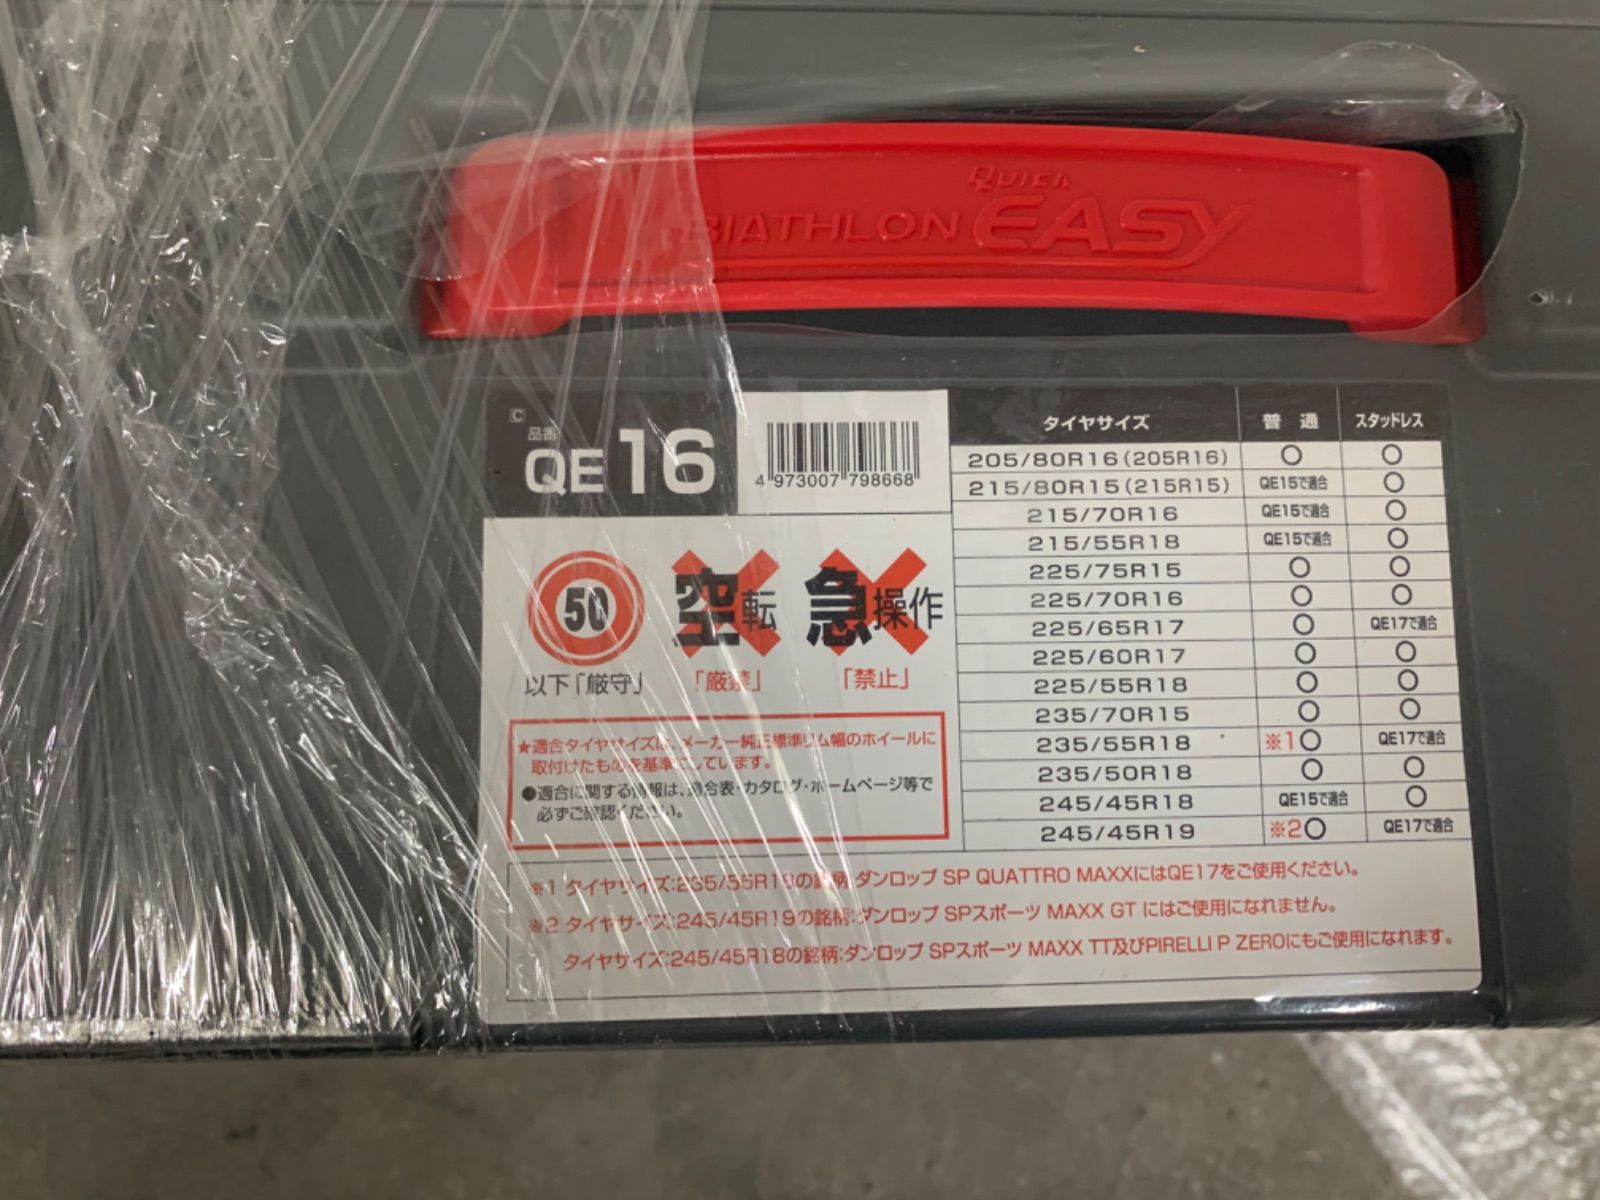 Quick
BIATHLON EASY
C
品番
QE16
4 973007 798668
50
以下「厳守」
空転
「厳禁」
急操作
「禁止」
★適合タイヤサイズは、メーカー純正標準リム幅のホイールに
取付けたものを基準にしています。
●適合に関する情報は、適合表・カタログ・ホームページ等で
必ずご確認ください。
タイヤサイズ 普通 スタッドレス
205/80R16(205R16) ○ ○
215/80R15(215R15) QE15で適合 ○
215/70R16 QE15で適合 ○
215/55R18 QE15で適合 ○
225/75R15 ○ ○
225/70R16 ○ ○
225/65R17 ○ QE17で適合
225/60R17 ○ ○
225/55R18 ○ ○
235/70R15 ○ ○
235/55R18 ※1○ QE17で適合
235/50R18 ○ ○
245/45R18 QE15で適合 ○
245/45R19 ※2○ QE17で適合
※1 タイヤサイズ:235/55R18の銘柄:ダンロップ SP QUATTRO MAXXにはQE17をご使用ください。
※2 タイヤサイズ:245/45R19の銘柄:ダンロップ SPスポーツ MAXX GT にはご使用になれません。
タイヤサイズ:245/45R18の銘柄:ダンロップ SPスポーツ MAXX TT及びPIRELLI P ZEROにもご使用になれます。